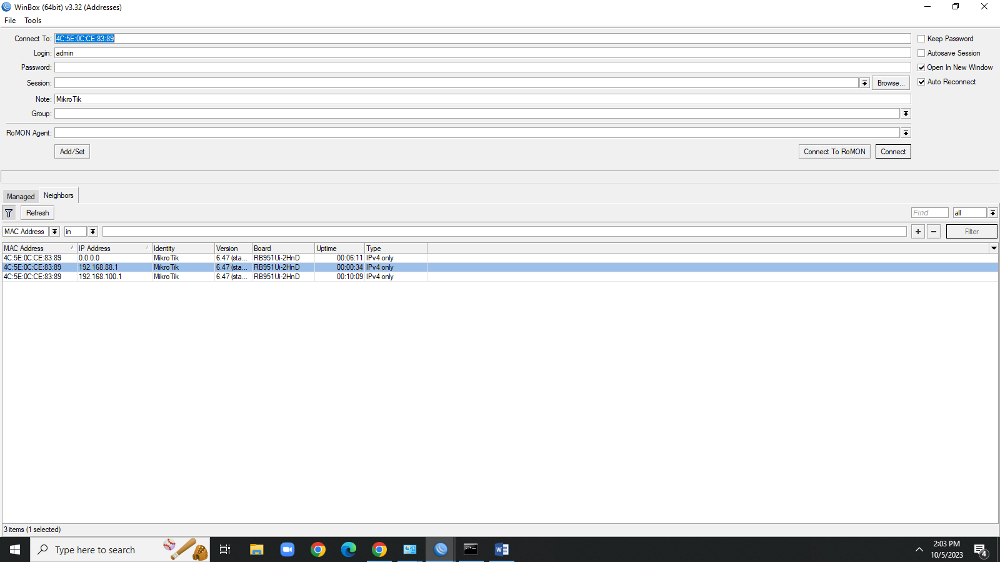 WinBox (64bit) v3.32 (Addresses)
File Tools
Connect To: 4C:5E:0C:CE:83:89
Keep Password
Login: admin
Autosave Session
Password:
Open In New Window
Session:
Browse...
Auto Reconnect
Note: MikroTik
Group:
RoMON Agent:
Add/Set
Connect To RoMON
Connect
Managed Neighbors
Refresh
Find
all
MAC Address in
+ −
Filter
MAC Address IP Address Identity Version Board Uptime Type
4C:5E:0C:CE:83:89 0.0.0.0 MikroTik 6.47 (sta... RB951Ui-2HnD 00:06:11 IPv4 only
4C:5E:0C:CE:83:89 192.168.88.1 MikroTik 6.47 (sta... RB951Ui-2HnD 00:00:34 IPv4 only
4C:5E:0C:CE:83:89 192.168.100.1 MikroTik 6.47 (sta... RB951Ui-2HnD 00:10:09 IPv4 only
3 items (1 selected)
Type here to search
2:03 PM
10/5/2023
4